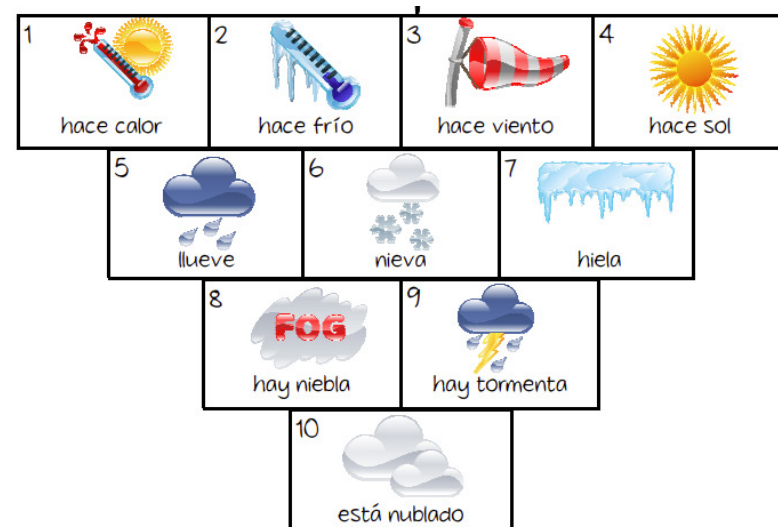 1
hace calor
2
hace frío
3
hace viento
4
hace sol
5
llueve
6
nieva
7
hiela
8
FOG
hay niebla
9
hay tormenta
10
está nublado